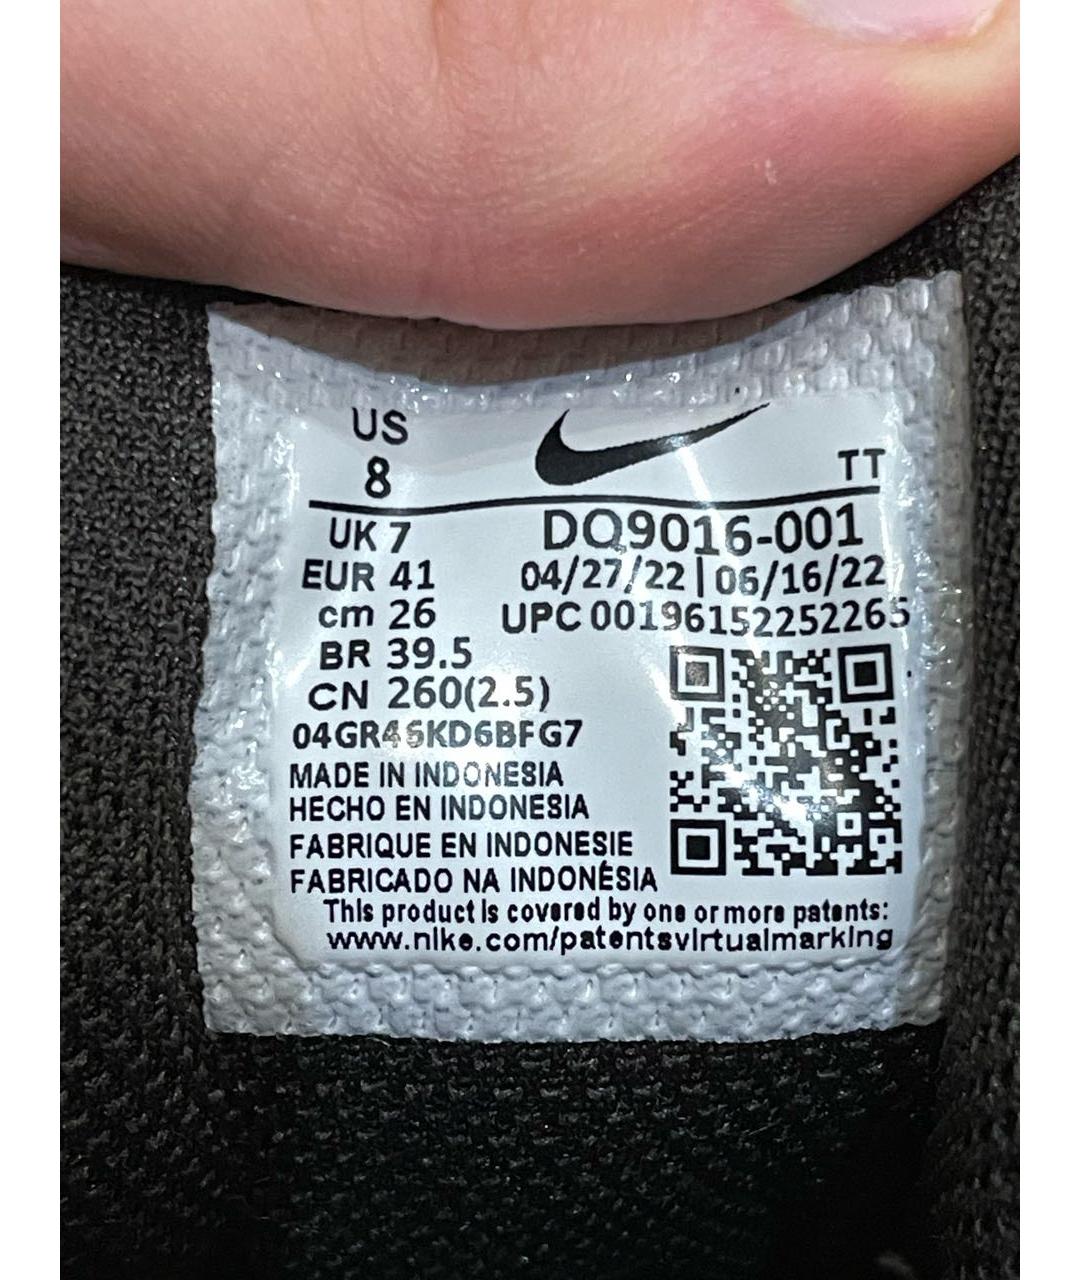 US
8
TT
UK 7
DQ9016-001
EUR 41
04/27/22 | 06/16/22
cm 26
UPC 00196152252265
BR 39.5
CN 260(2.5)
04GR46KD6BFG7
MADE IN INDONESIA
HECHO EN INDONESIA
FABRIQUE EN INDONESIE
FABRICADO NA INDONÉSIA
This product is covered by one or more patents:
www.nike.com/patentsvirtualmarking